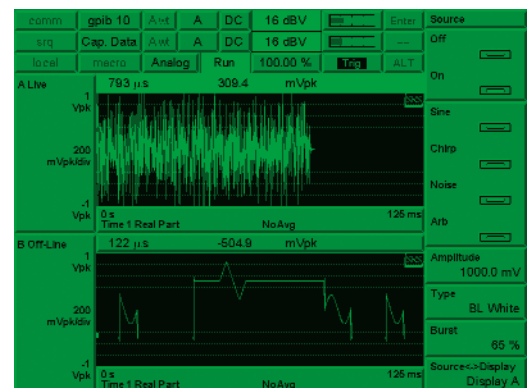 comm gpib 10 Awt A DC 16 dBV Enter Source
srq Cap. Data Awt A DC 16 dBV -- Off
local macro Analog Run 100.00 % Trig ALT
On
A Live 793 µs 309.4 mVpk
1
Vpk
Sine
200
mVpk/div
Chirp
Noise
-1
Vpk
0 s 125 ms
Time 1 Real Part NoAvg
Arb
B Off-Line 122 µs -504.9 mVpk
1
Vpk
Amplitude
1000.0 mV
200
mVpk/div
Type
BL White
Burst
65 %
-1
Vpk
0 s 125 ms
Time 1 Real Part NoAvg
Source<->Display
Display A